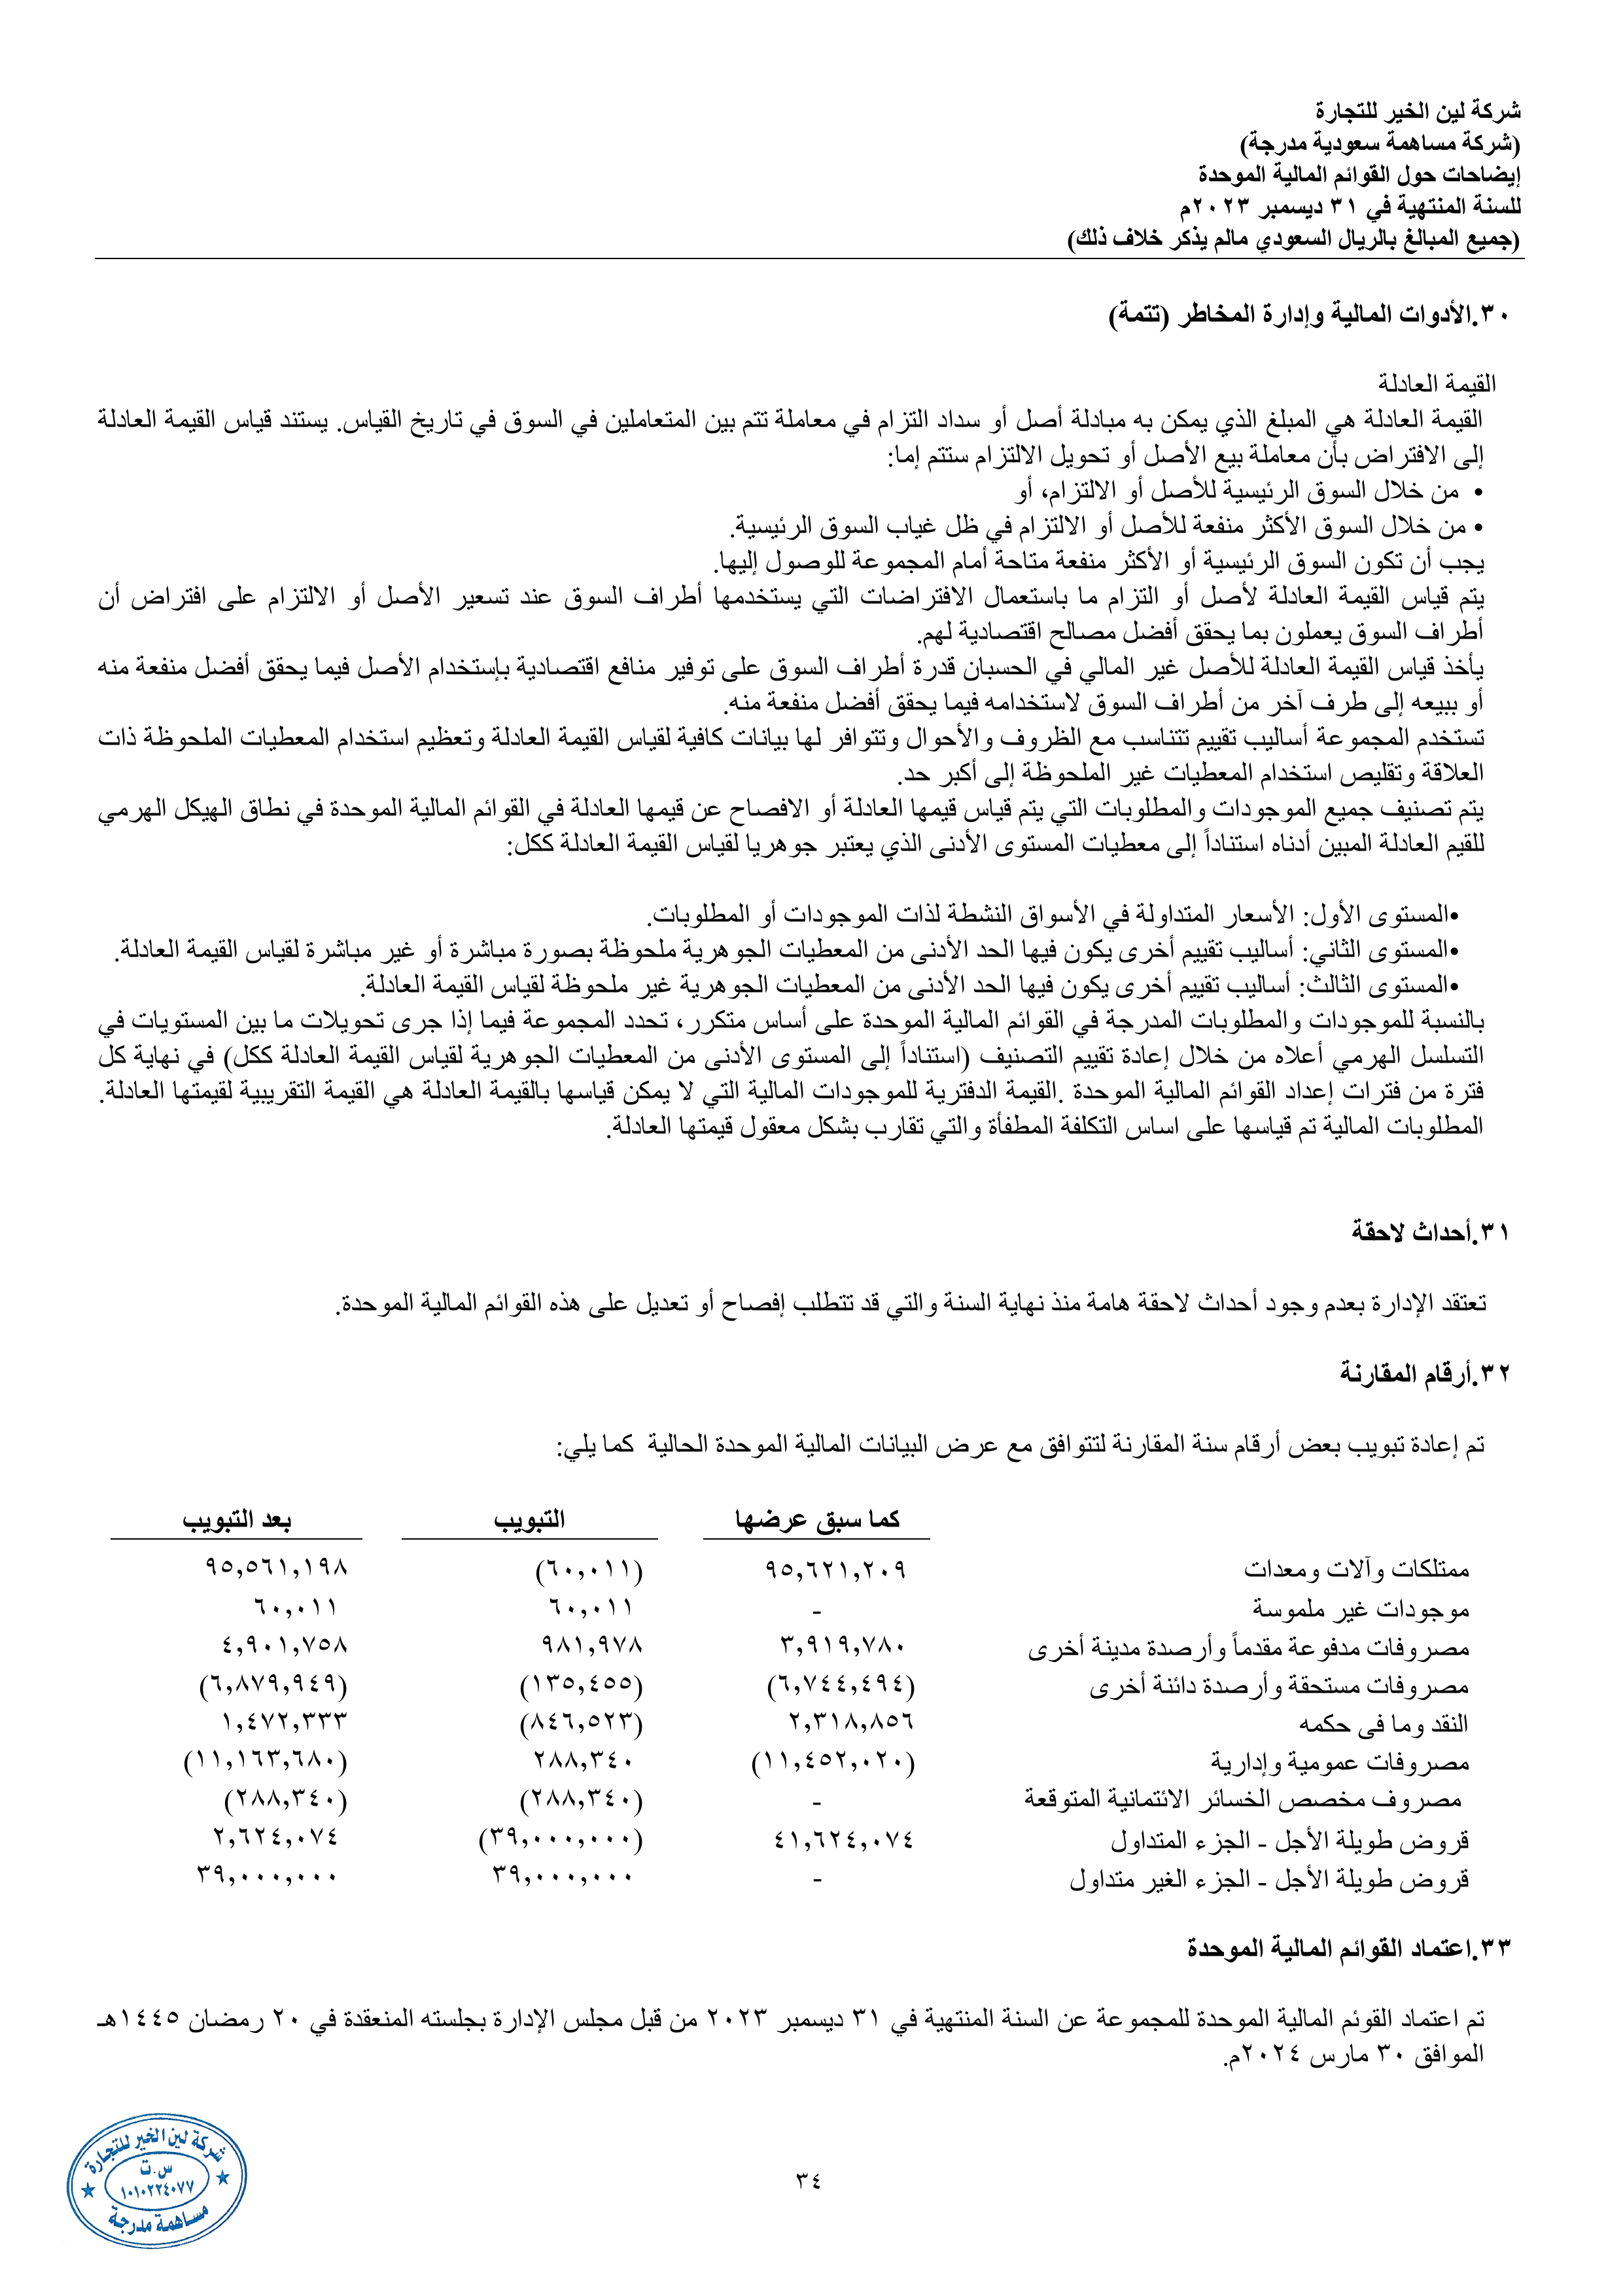 شركة لين الخير للتجارة
(شركة مساهمة سعودية مدرجة)
إيضاحات حول القوائم المالية الموحدة
للسنة المنتهية في ٣١ ديسمبر ٢٠٢٣م
(جميع المبالغ بالريال السعودي مالم يذكر خلاف ذلك)
٣٠.الأدوات المالية وإدارة المخاطر (تتمة)
القيمة العادلة
القيمة العادلة هي المبلغ الذي يمكن به مبادلة أصل أو سداد التزام في معاملة تتم بين المتعاملين في السوق في تاريخ القياس. يستند قياس القيمة العادلة
إلى الافتراض بأن معاملة بيع الأصل أو تحويل الالتزام ستتم إما:
• من خلال السوق الرئيسية للأصل أو الالتزام، أو
• من خلال السوق الأكثر منفعة للأصل أو الالتزام في ظل غياب السوق الرئيسية.
يجب أن تكون السوق الرئيسية أو الأكثر منفعة متاحة أمام المجموعة للوصول إليها.
يتم قياس القيمة العادلة لأصل أو التزام ما باستعمال الافتراضات التي يستخدمها أطراف السوق عند تسعير الأصل أو الالتزام على افتراض أن
أطراف السوق يعملون بما يحقق أفضل مصالح اقتصادية لهم.
يأخذ قياس القيمة العادلة للأصل غير المالي في الحسبان قدرة أطراف السوق على توفير منافع اقتصادية بإستخدام الأصل فيما يحقق أفضل منفعة منه
أو ببيعه إلى طرف آخر من أطراف السوق لاستخدامه فيما يحقق أفضل منفعة منه.
تستخدم المجموعة أساليب تقييم تتناسب مع الظروف والأحوال وتتوافر لها بيانات كافية لقياس القيمة العادلة وتعظيم استخدام المعطيات الملحوظة ذات
العلاقة وتقليص استخدام المعطيات غير الملحوظة إلى أكبر حد.
يتم تصنيف جميع الموجودات والمطلوبات التي يتم قياس قيمها العادلة أو الافصاح عن قيمها العادلة في القوائم المالية الموحدة في نطاق الهيكل الهرمي
للقيم العادلة المبين أدناه استناداً إلى معطيات المستوى الأدنى الذي يعتبر جوهريا لقياس القيمة العادلة ككل:
•المستوى الأول: الأسعار المتداولة في الأسواق النشطة لذات الموجودات أو المطلوبات.
•المستوى الثاني: أساليب تقييم أخرى يكون فيها الحد الأدنى من المعطيات الجوهرية ملحوظة بصورة مباشرة أو غير مباشرة لقياس القيمة العادلة.
•المستوى الثالث: أساليب تقييم أخرى يكون فيها الحد الأدنى من المعطيات الجوهرية غير ملحوظة لقياس القيمة العادلة.
بالنسبة للموجودات والمطلوبات المدرجة في القوائم المالية الموحدة على أساس متكرر، تحدد المجموعة فيما إذا جرى تحويلات ما بين المستويات في
التسلسل الهرمي أعلاه من خلال إعادة تقييم التصنيف (استناداً إلى المستوى الأدنى من المعطيات الجوهرية لقياس القيمة العادلة ككل) في نهاية كل
فترة من فترات إعداد القوائم المالية الموحدة .القيمة الدفترية للموجودات المالية التي لا يمكن قياسها بالقيمة العادلة هي القيمة التقريبية لقيمتها العادلة.
المطلوبات المالية تم قياسها على اساس التكلفة المطفأة والتي تقارب بشكل معقول قيمتها العادلة.
٣١.أحداث لاحقة
تعتقد الإدارة بعدم وجود أحداث لاحقة هامة منذ نهاية السنة والتي قد تتطلب إفصاح أو تعديل على هذه القوائم المالية الموحدة.
٣٢.أرقام المقارنة
تم إعادة تبويب بعض أرقام سنة المقارنة لتتوافق مع عرض البيانات المالية الموحدة الحالية كما يلي:
كما سبق عرضها التبويب بعد التبويب
ممتلكات وآلات ومعدات ٩٥,٦٢١,٢٠٩ (٦٠,٠١١) ٩٥,٥٦١,١٩٨
موجودات غير ملموسة - ٦٠,٠١١ ٦٠,٠١١
مصروفات مدفوعة مقدماً وأرصدة مدينة أخرى ٣,٩١٩,٧٨٠ ٩٨١,٩٧٨ ٤,٩٠١,٧٥٨
مصروفات مستحقة وأرصدة دائنة أخرى (٦,٧٤٤,٤٩٤) (١٣٥,٤٥٥) (٦,٨٧٩,٩٤٩)
النقد وما فى حكمه ٢,٣١٨,٨٥٦ (٨٤٦,٥٢٣) ١,٤٧٢,٣٣٣
مصروفات عمومية وإدارية (١١,٤٥٢,٠٢٠) ٢٨٨,٣٤٠ (١١,١٦٣,٦٨٠)
مصروف مخصص الخسائر الائتمانية المتوقعة - (٢٨٨,٣٤٠) (٢٨٨,٣٤٠)
قروض طويلة الأجل - الجزء المتداول ٤١,٦٢٤,٠٧٤ (٣٩,٠٠٠,٠٠٠) ٢,٦٢٤,٠٧٤
قروض طويلة الأجل - الجزء الغير متداول - ٣٩,٠٠٠,٠٠٠ ٣٩,٠٠٠,٠٠٠
٣٣.اعتماد القوائم المالية الموحدة
تم اعتماد القوئم المالية الموحدة للمجموعة عن السنة المنتهية في ٣١ ديسمبر ٢٠٢٣ من قبل مجلس الإدارة بجلسته المنعقدة في ٢٠ رمضان ١٤٤٥هـ
الموافق ٣٠ مارس ٢٠٢٤م.
شركة لين الخير للتجارة
س.ت
١٠١٠٢٢٤٠٧٧
مساهمة مدرجة
٣٤